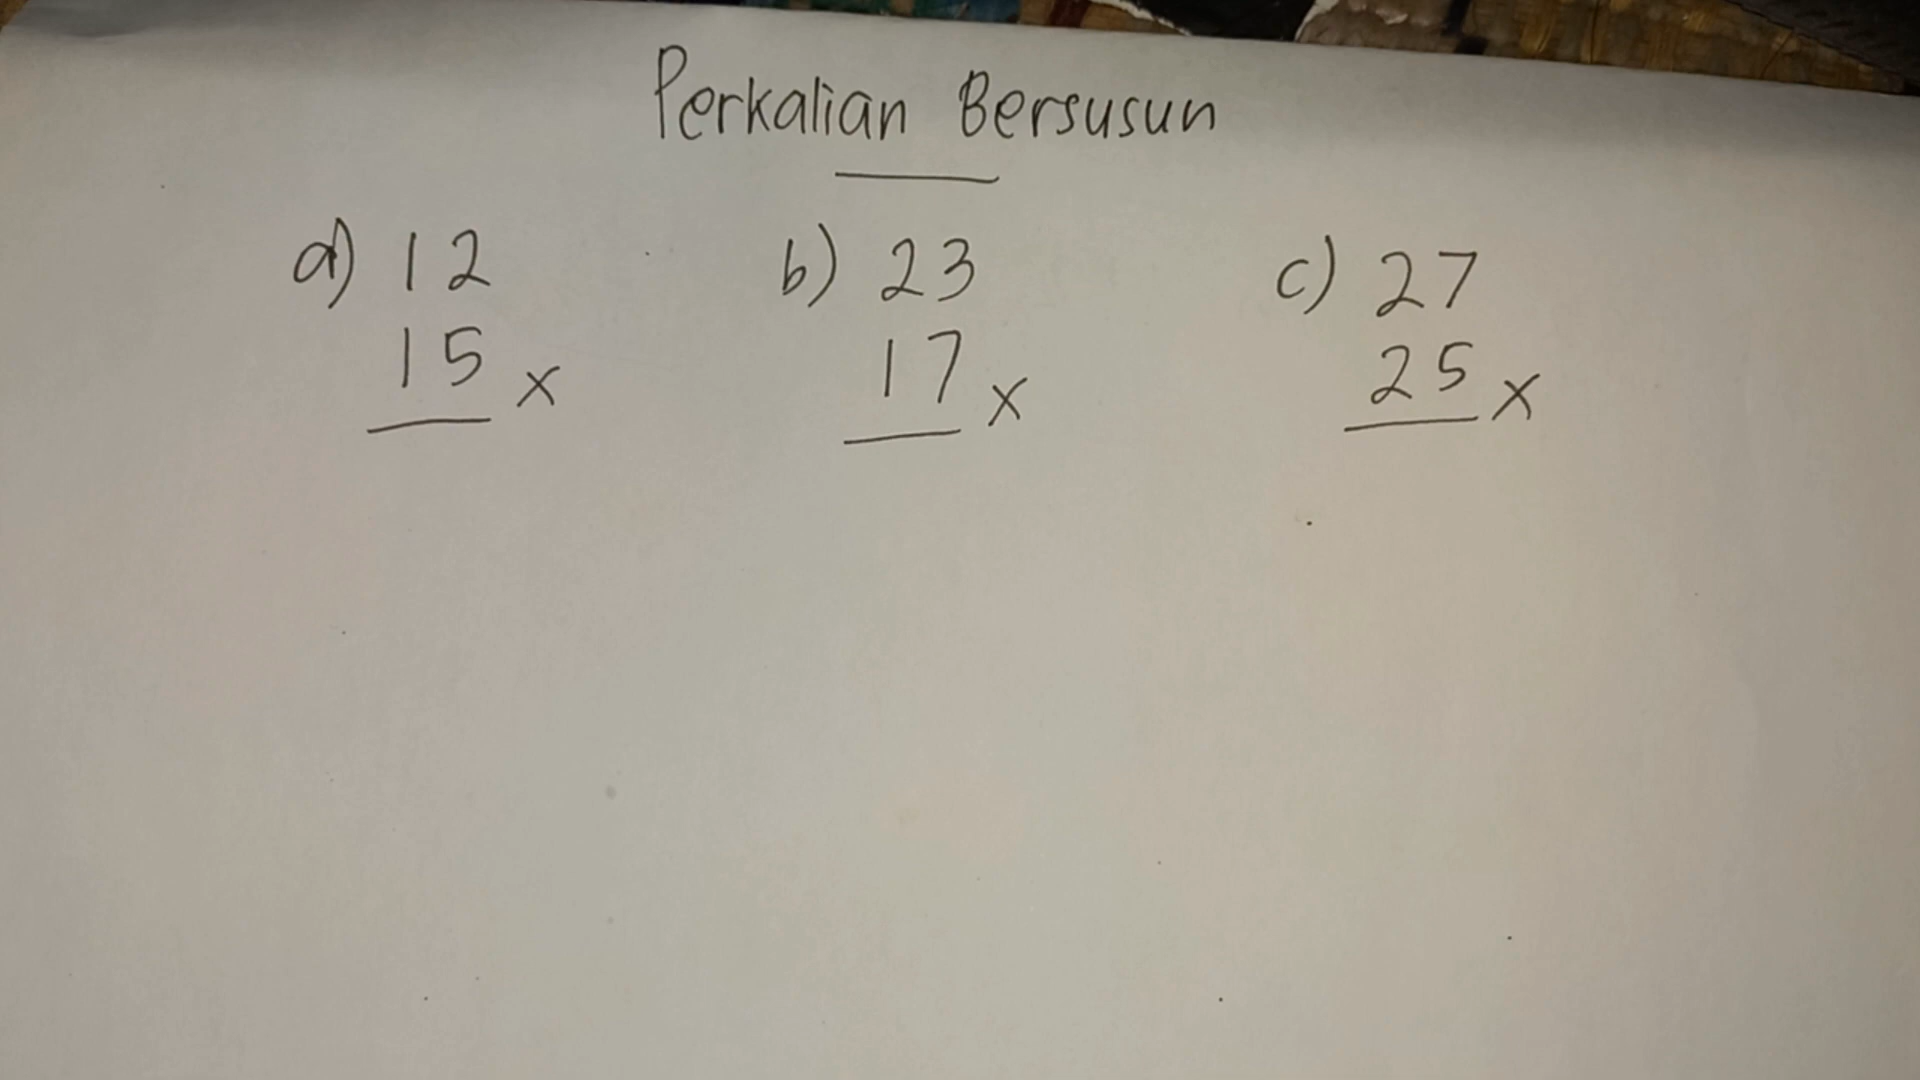 Perkalian Bersusun
a) 12
15 x
b) 23
17 x
c) 27
25 x